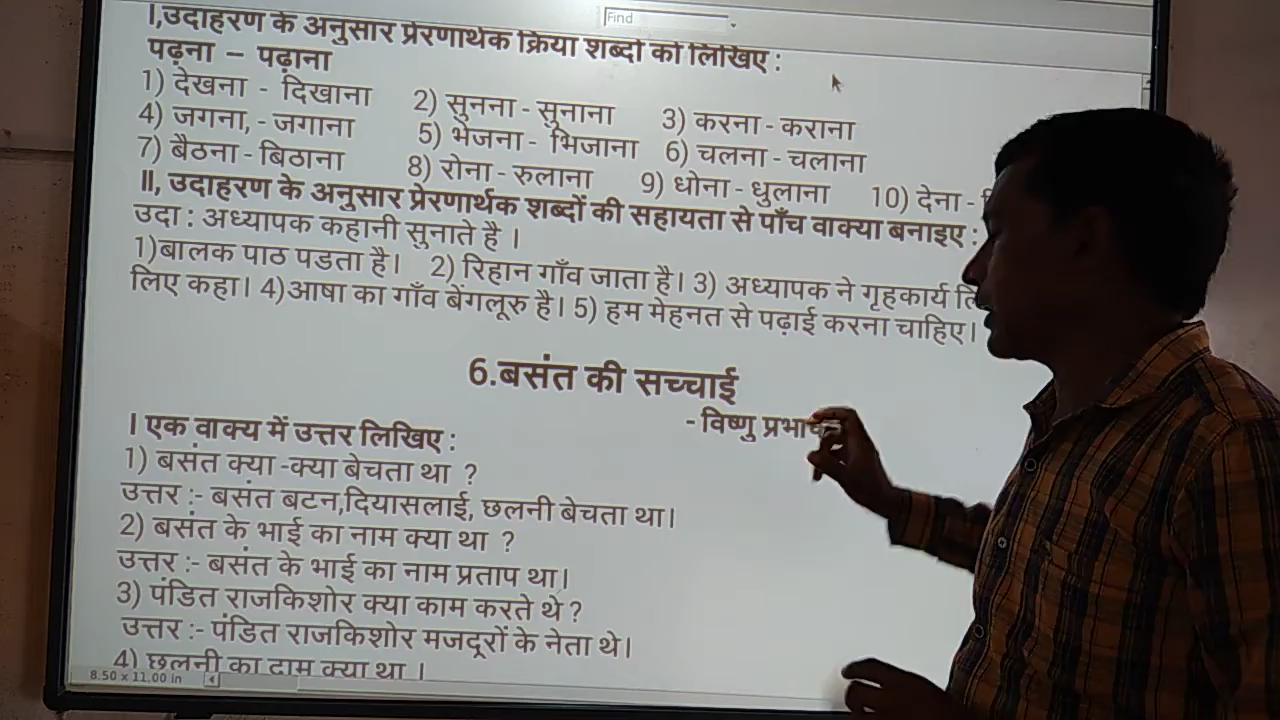 Find
I,उदाहरण के अनुसार प्रेरणार्थक क्रिया शब्दों को लिखिए :
पढ़ना – पढ़ाना
1) देखना - दिखाना 2) सुनना - सुनाना 3) करना - कराना
4) जगना, - जगाना 5) भेजना - भिजाना 6) चलना - चलाना
7) बैठना - बिठाना 8) रोना - रुलाना 9) धोना - धुलाना 10) देना -
II, उदाहरण के अनुसार प्रेरणार्थक शब्दों की सहायता से पाँच वाक्या बनाइए :
उदा : अध्यापक कहानी सुनाते है ।
1)बालक पाठ पडता है। 2) रिहान गाँव जाता है। 3) अध्यापक ने गृहकार्य
लिए कहा। 4)आषा का गाँव बेंगलूरु है। 5) हम मेहनत से पढ़ाई करना चाहिए।
6.बसंत की सच्चाई
- विष्णु
I एक वाक्य में उत्तर लिखिए :
1) बसंत क्या -क्या बेचता था ?
उत्तर :- बसंत बटन,दियासलाई, छलनी बेचता था।
2) बसंत के भाई का नाम क्या था ?
उत्तर :- बसंत के भाई का नाम प्रताप था।
3) पंडित राजकिशोर क्या काम करते थे ?
उत्तर :- पंडित राजकिशोर मजदूरों के नेता थे।
4) छलनी का दाम क्या था ।
8.50 x 11.00 in